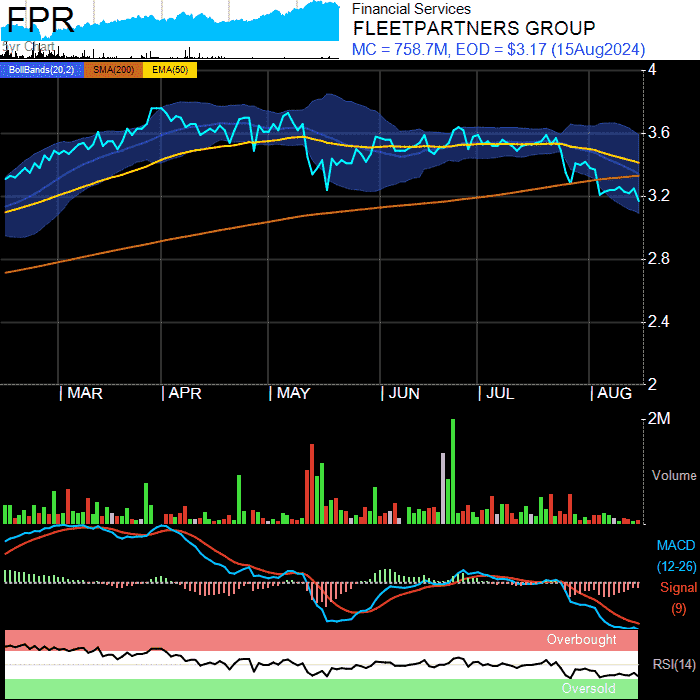 FPR
3yr Chart
Financial Services
FLEETPARTNERS GROUP
MC = 758.7M, EOD = $3.17 (15Aug2024)
BollBands(20,2) SMA(200) EMA(50)
4
3.6
3.2
2.8
2.4
2
MAR APR MAY JUN JUL AUG
2M
Volume
MACD
(12-26)
Signal
(9)
Overbought
RSI(14)
Oversold